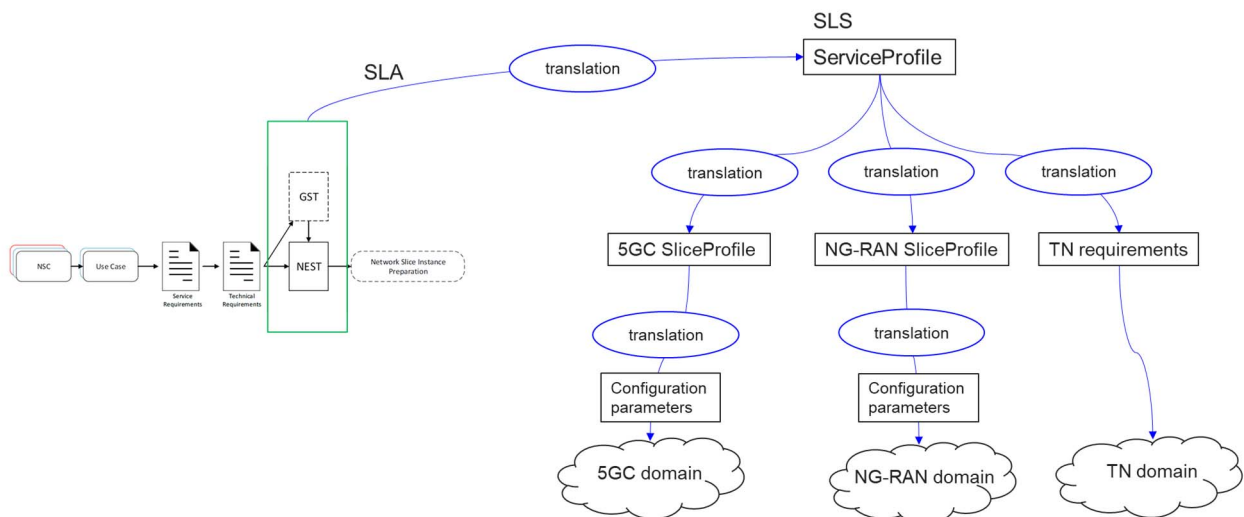 SLS
ServiceProfile
translation
SLA
translation
translation
translation
GST
5GC SliceProfile
NG-RAN SliceProfile
TN requirements
NSC
Use Case
NEST
Network Slice Instance
Preparation
Service
Requirements
Technical
Requirements
translation
translation
Configuration
parameters
Configuration
parameters
5GC domain
NG-RAN domain
TN domain